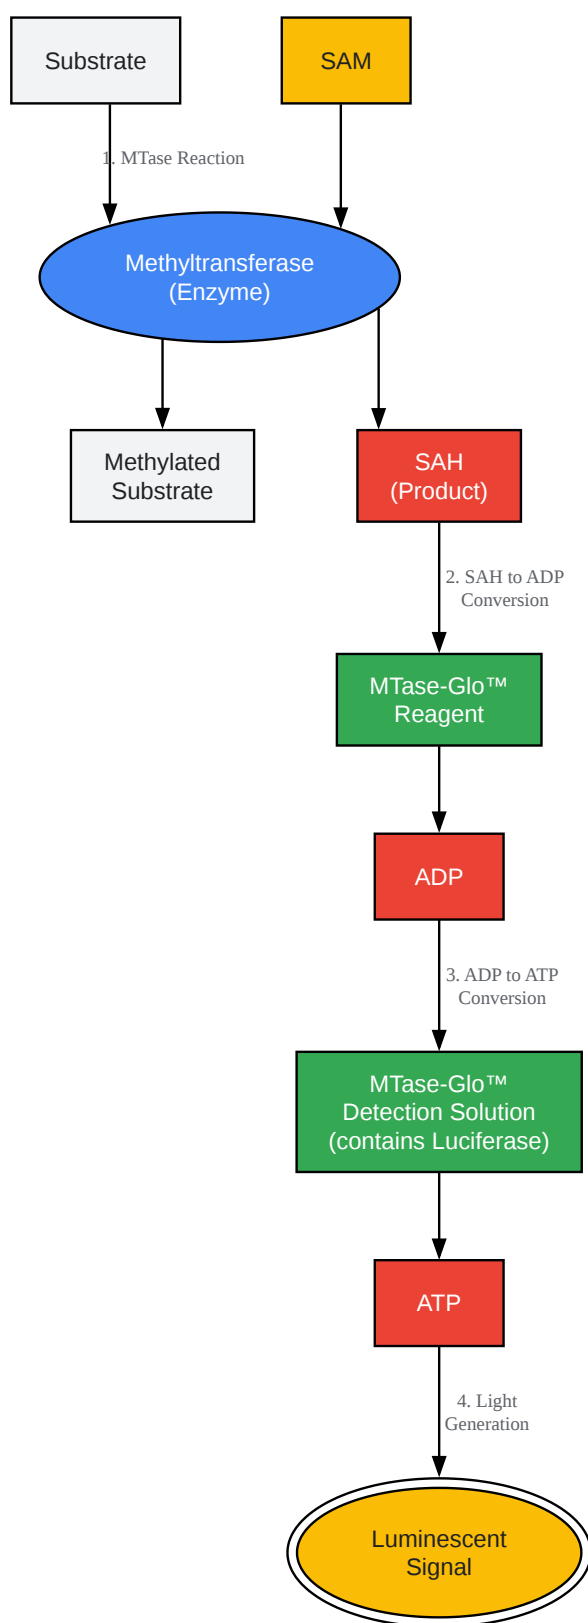 Substrate
SAM
1. MTase Reaction
Methyltransferase
(Enzyme)
Methylated
Substrate
SAH
(Product)
2. SAH to ADP
Conversion
MTase-Glo™
Reagent
ADP
3. ADP to ATP
Conversion
MTase-Glo™
Detection Solution
(contains Luciferase)
ATP
4. Light
Generation
Luminescent
Signal